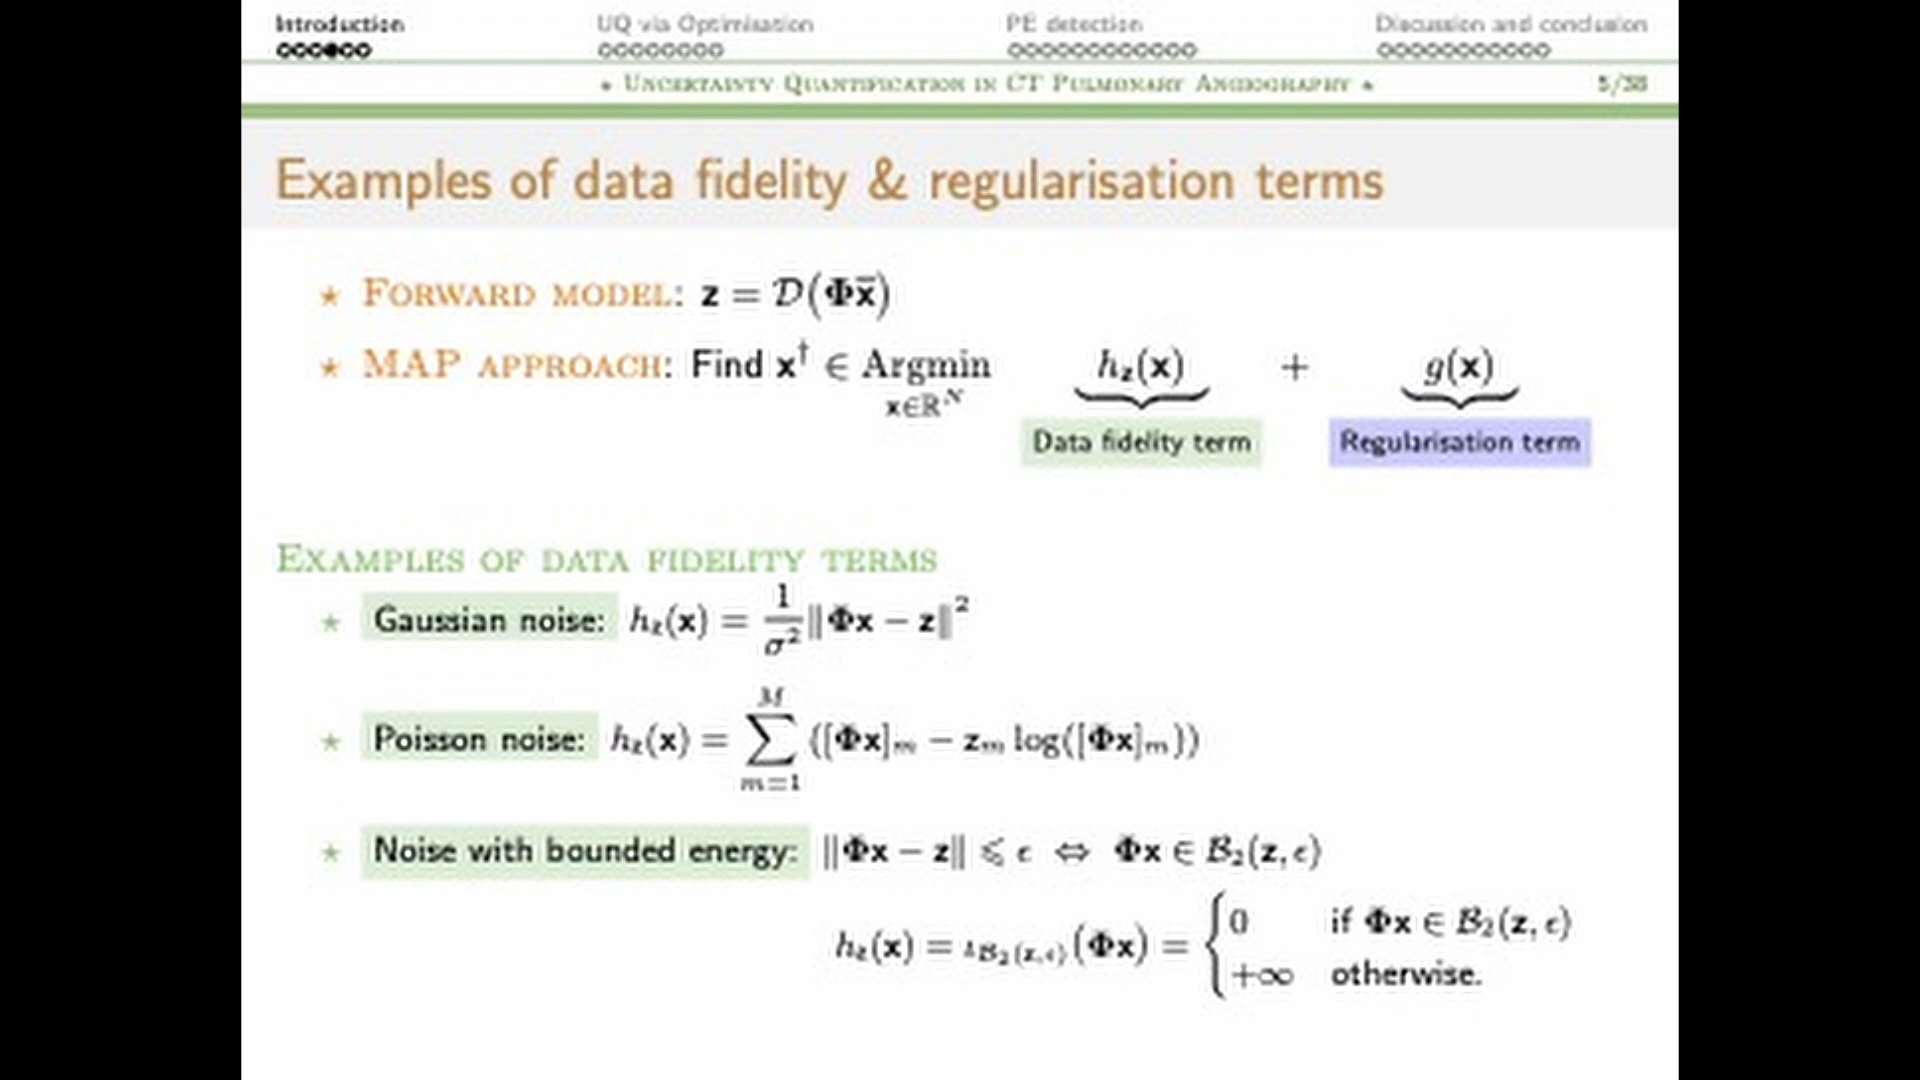 Introduction UQ via Optimisation PE detection Discussion and conclusion
⋆ Uncertainty Quantification in CT Pulmonary Angiography ⋆ 5/38
Examples of data fidelity & regularisation terms
⋆ Forward model: z = 𝒟(Φx̄)
⋆ MAP approach: Find x† ∈ Argmin h_z(x) + g(x)
x∈ℝ^N
Data fidelity term Regularisation term
Examples of data fidelity terms
⋆ Gaussian noise: h_z(x) = 1/σ² ‖Φx − z‖²
⋆ Poisson noise: h_z(x) = ∑_{m=1}^{M} ([Φx]_m − z_m log([Φx]_m))
⋆ Noise with bounded energy: ‖Φx − z‖ ⩽ ϵ ⇔ Φx ∈ ℬ₂(z, ϵ)
h_z(x) = ι_{ℬ₂(z,ϵ)}(Φx) = { 0 if Φx ∈ ℬ₂(z, ϵ)
+∞ otherwise.